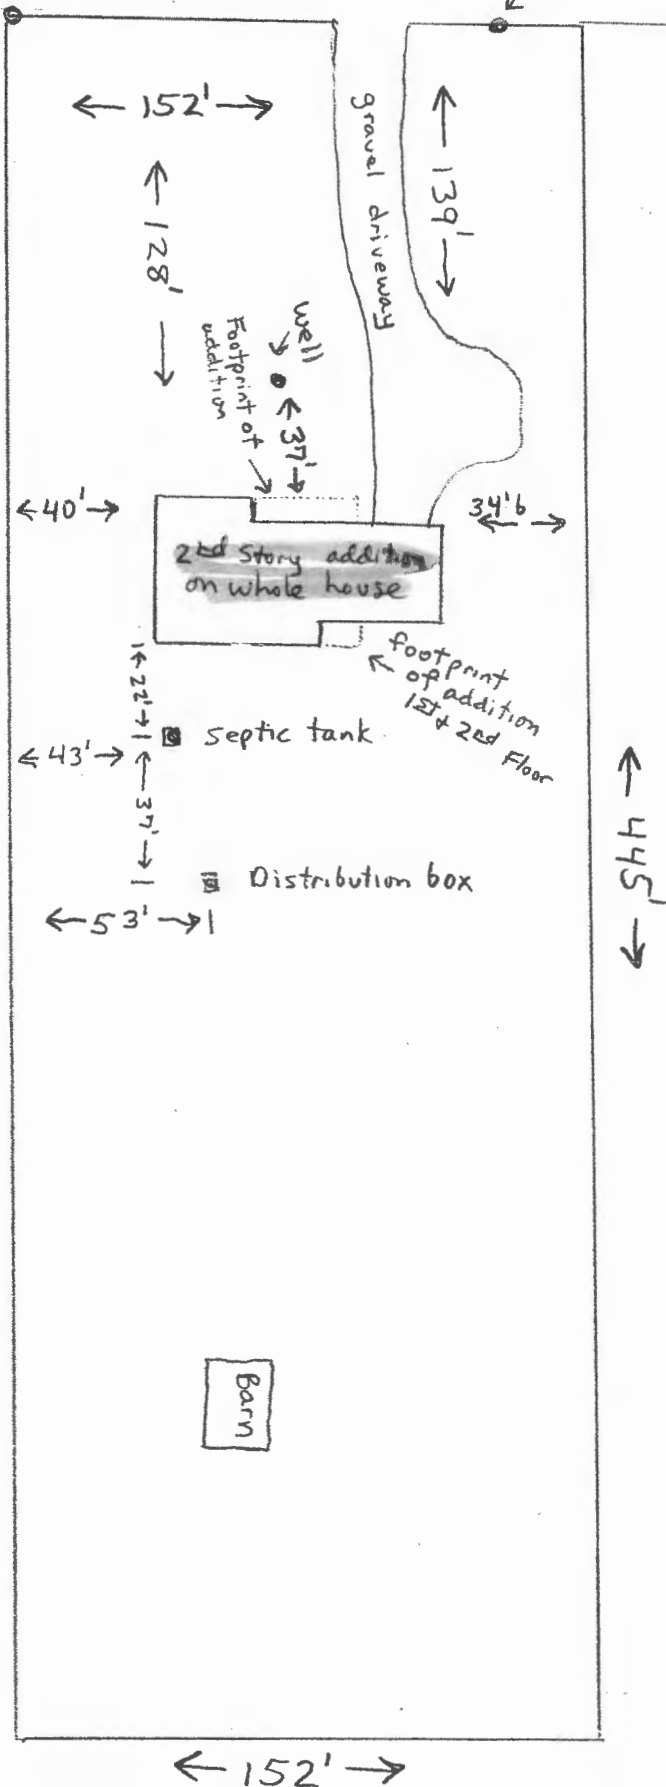 152'
gravel driveway
139'
128'
well
Footprint of
addition
37'
40'
34'6
2nd Story addition
on whole house
footprint
of addition
1st & 2nd Floor
22'
septic tank
43'
37'
Distribution box
53'
445'
Barn
152'